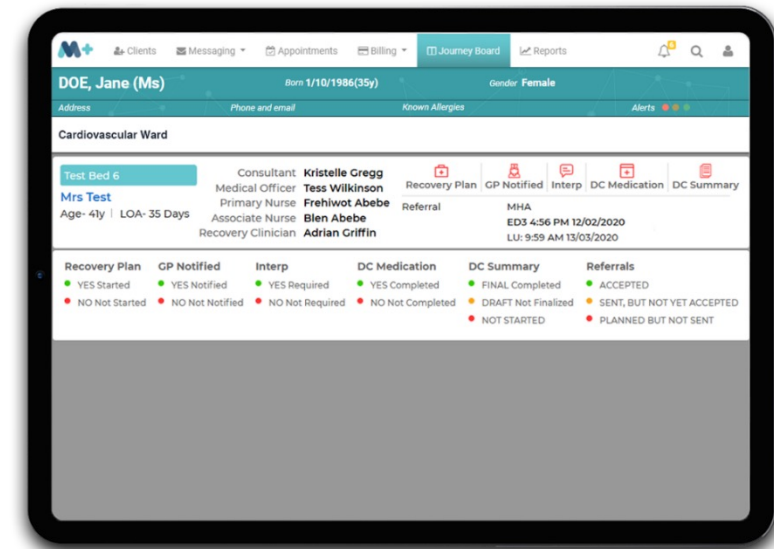 M+ Clients Messaging Appointments Billing Journey Board Reports
DOE, Jane (Ms) Born 1/10/1986(35y) Gender Female
Address Phone and email Known Allergies Alerts
Cardiovascular Ward
Test Bed 6
Mrs Test
Age- 41y | LOA- 35 Days
Consultant Kristelle Gregg
Medical Officer Tess Wilkinson
Primary Nurse Frehiwot Abebe
Associate Nurse Blen Abebe
Recovery Clinician Adrian Griffin
Recovery Plan GP Notified Interp DC Medication DC Summary
Referral MHA
ED3 4:56 PM 12/02/2020
LU: 9:59 AM 13/03/2020
Recovery Plan GP Notified Interp DC Medication DC Summary Referrals
YES Started YES Notified YES Required YES Completed FINAL Completed ACCEPTED
NO Not Started NO Not Notified NO Not Required NO Not Completed DRAFT Not Finalized SENT, BUT NOT YET ACCEPTED
NOT STARTED PLANNED BUT NOT SENT